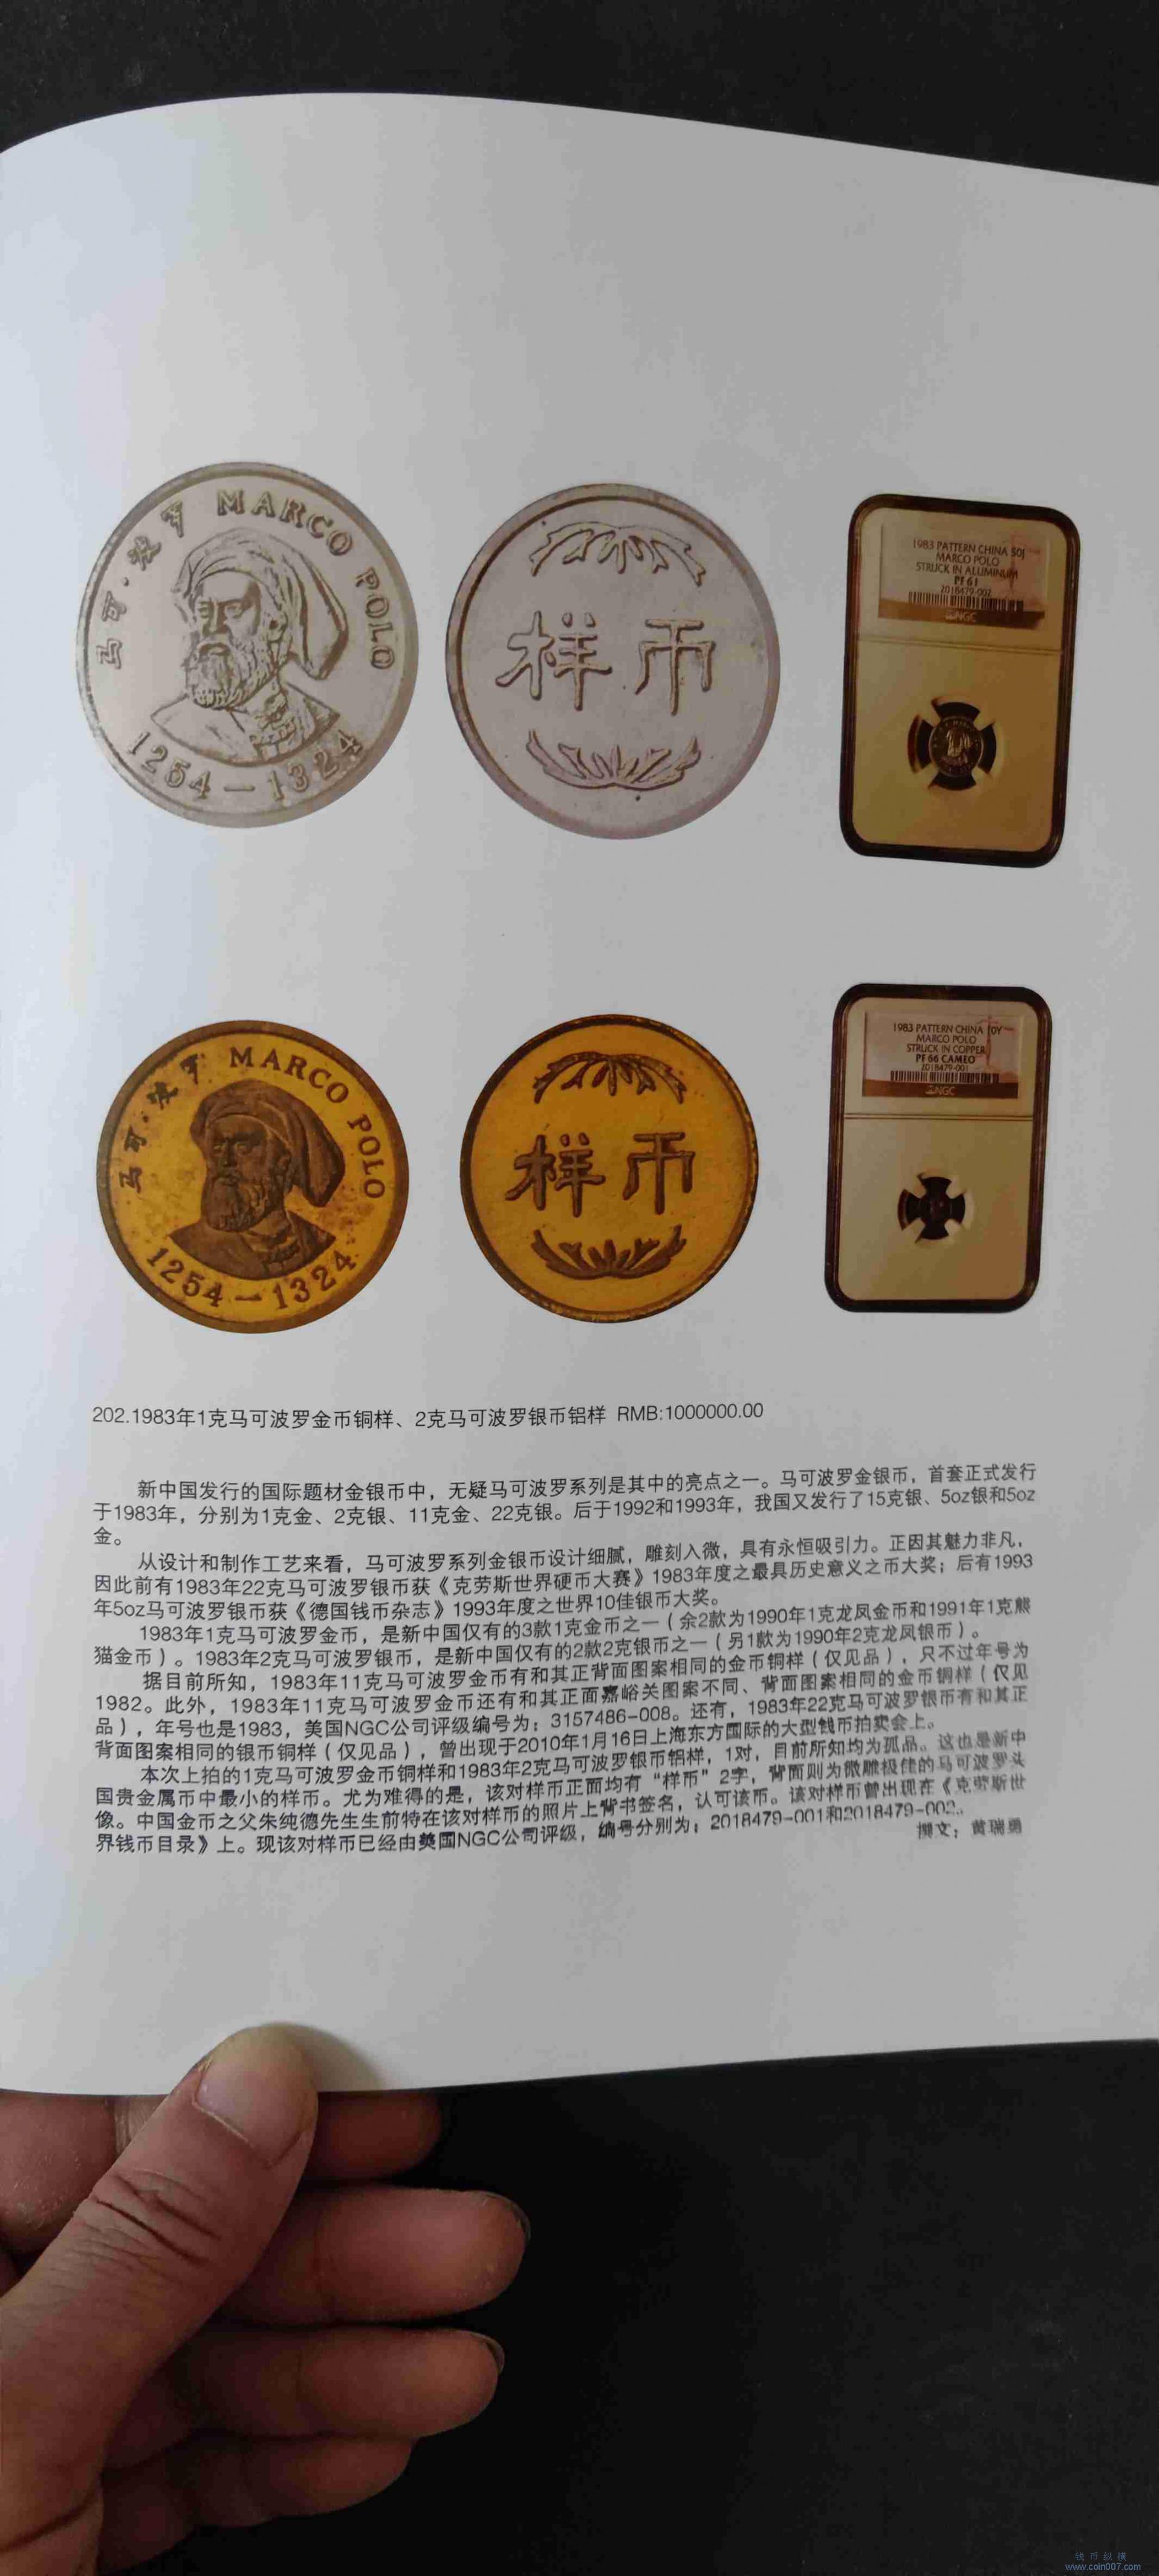 马可·波罗 MARCO POLO
1254-1324
样币
1983 PATTERN CHINA 50J
MARCO POLO
STRUCK IN ALUMINUM
PF 61
2018479-002
NGC
马可·波罗 MARCO POLO
1254-1324
样币
1983 PATTERN CHINA 10Y
MARCO POLO
STRUCK IN COPPER
PF 66 CAMEO
2018479-001
NGC
202.1983年1克马可波罗金币铜样、2克马可波罗银币铝样 RMB:1000000.00
新中国发行的国际题材金银币中，无疑马可波罗系列是其中的亮点之一。马可波罗金银币，首套正式发行
于1983年，分别为1克金、2克银、11克金、22克银。后于1992和1993年，我国又发行了15克银、5oz银和5oz
金。
从设计和制作工艺来看，马可波罗系列金银币设计细腻，雕刻入微，具有永恒吸引力。正因其魅力非凡，
因此前有1983年22克马可波罗银币获《克劳斯世界硬币大赛》1983年度之最具历史意义之币大奖；后有1993
年5oz马可波罗银币获《德国钱币杂志》1993年度之世界10佳银币大奖。
1983年1克马可波罗金币，是新中国仅有的3款1克金币之一（余2款为1990年1克龙凤金币和1991年1克熊
猫金币）。1983年2克马可波罗银币，是新中国仅有的2款2克银币之一（另1款为1990年2克龙凤银币）。
据目前所知，1983年11克马可波罗金币有和其正背面图案相同的金币铜样（仅见品），只不过年号为
1982。此外，1983年11克马可波罗金币还有和其正面嘉峪关图案不同、背面图案相同的金币铜样（仅见
品），年号也是1983，美国NGC公司评级编号为：3157486-008。还有，1983年22克马可波罗银币有和其正
背面图案相同的银币铜样（仅见品），曾出现于2010年1月16日上海东方国际的大型钱币拍卖会上。
本次上拍的1克马可波罗金币铜样和1983年2克马可波罗银币铝样，1对，目前所知均为孤品。这也是新中
国贵金属币中最小的样币。尤为难得的是，该对样币正面均有“样币”2字，背面则为微雕极佳的马可波罗头
像。中国金币之父朱纯德先生生前特在该对样币的照片上背书签名，认可该币。该对样币曾出现在《克劳斯世
界钱币目录》上。现该对样币已经由美国NGC公司评级，编号分别为：2018479-001和2018479-002。
撰文：黄瑞勇
钱币纵横
www.coin007.com